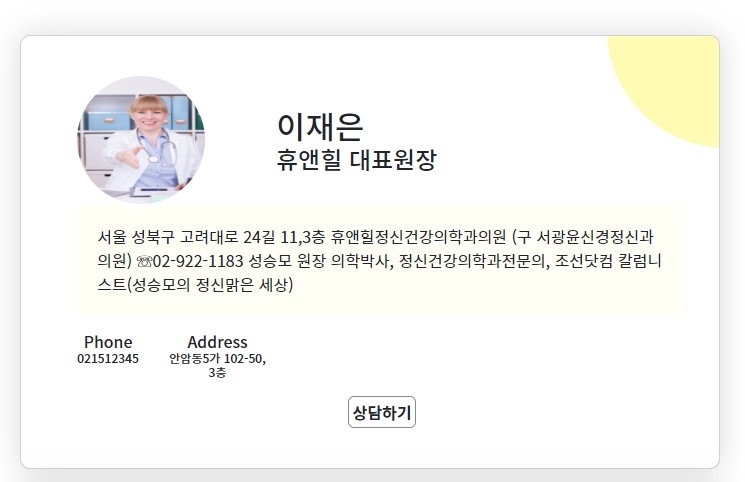 이재은
휴앤힐 대표원장
서울 성북구 고려대로 24길 11,3층 휴앤힐정신건강의학과의원 (구 서광윤신경정신과
의원) ☏02-922-1183 성승모 원장 의학박사, 정신건강의학과전문의, 조선닷컴 칼럼니
스트(성승모의 정신맑은 세상)
Phone
021512345
Address
안암동5가 102-50,
3층
상담하기